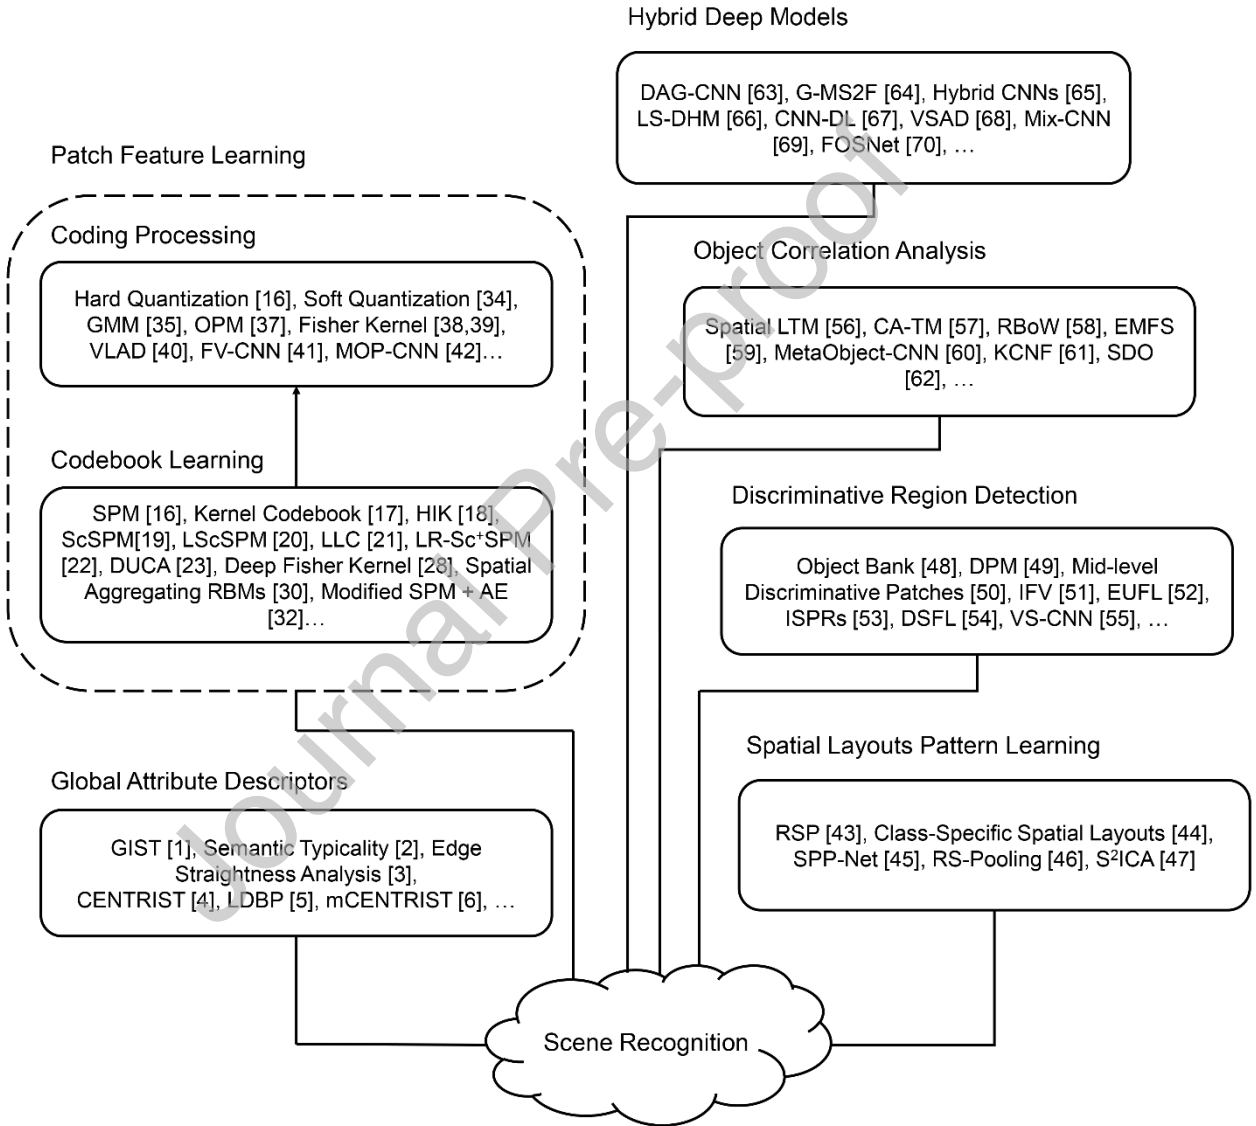 Hybrid Deep Models
DAG-CNN [63], G-MS2F [64], Hybrid CNNs [65],
LS-DHM [66], CNN-DL [67], VSAD [68], Mix-CNN
[69], FOSNet [70], …
Patch Feature Learning
Coding Processing
Hard Quantization [16], Soft Quantization [34],
GMM [35], OPM [37], Fisher Kernel [38,39],
VLAD [40], FV-CNN [41], MOP-CNN [42]…
Codebook Learning
SPM [16], Kernel Codebook [17], HIK [18],
ScSPM[19], LScSPM [20], LLC [21], LR-Sc⁺SPM
[22], DUCA [23], Deep Fisher Kernel [28], Spatial
Aggregating RBMs [30], Modified SPM + AE
[32]…
Object Correlation Analysis
Spatial LTM [56], CA-TM [57], RBoW [58], EMFS
[59], MetaObject-CNN [60], KCNF [61], SDO
[62], …
Discriminative Region Detection
Object Bank [48], DPM [49], Mid-level
Discriminative Patches [50], IFV [51], EUFL [52],
ISPRs [53], DSFL [54], VS-CNN [55], …
Global Attribute Descriptors
GIST [1], Semantic Typicality [2], Edge
Straightness Analysis [3],
CENTRIST [4], LDBP [5], mCENTRIST [6], …
Spatial Layouts Pattern Learning
RSP [43], Class-Specific Spatial Layouts [44],
SPP-Net [45], RS-Pooling [46], S²ICA [47]
Scene Recognition
Journal Pre-proof